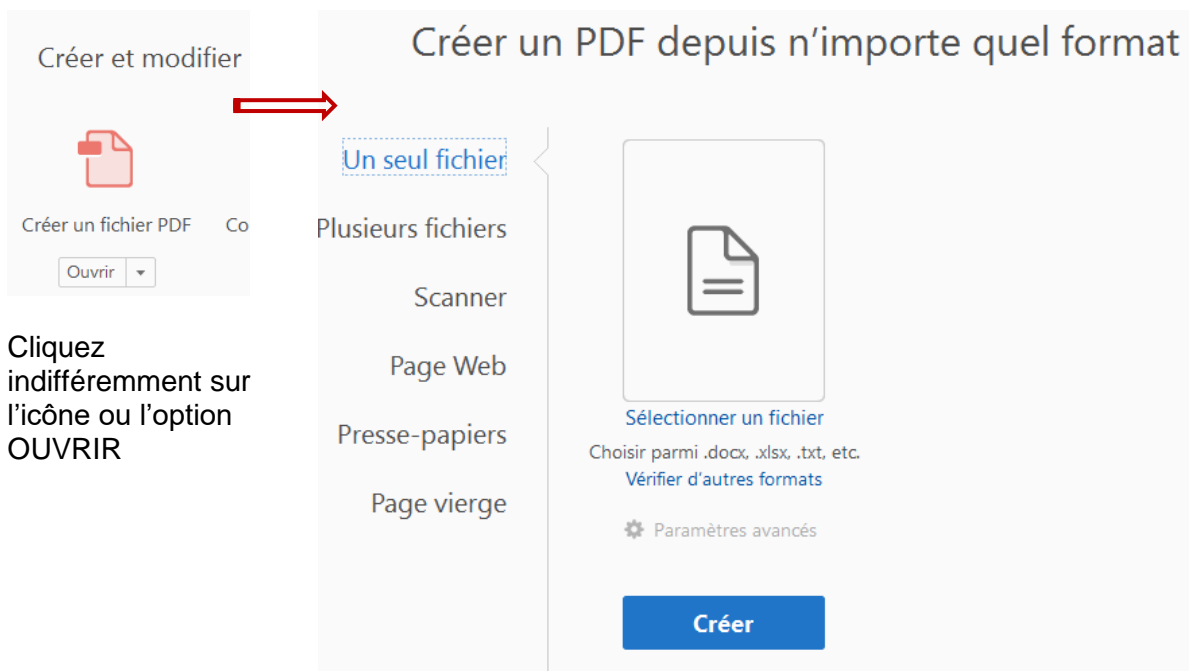 Créer et modifier
Créer un fichier PDF Co
Ouvrir
Cliquez
indifféremment sur
l’icône ou l’option
OUVRIR
Créer un PDF depuis n’importe quel format
Un seul fichier
Plusieurs fichiers
Scanner
Page Web
Presse-papiers
Page vierge
Sélectionner un fichier
Choisir parmi .docx, .xlsx, .txt, etc.
Vérifier d’autres formats
Paramètres avancés
Créer